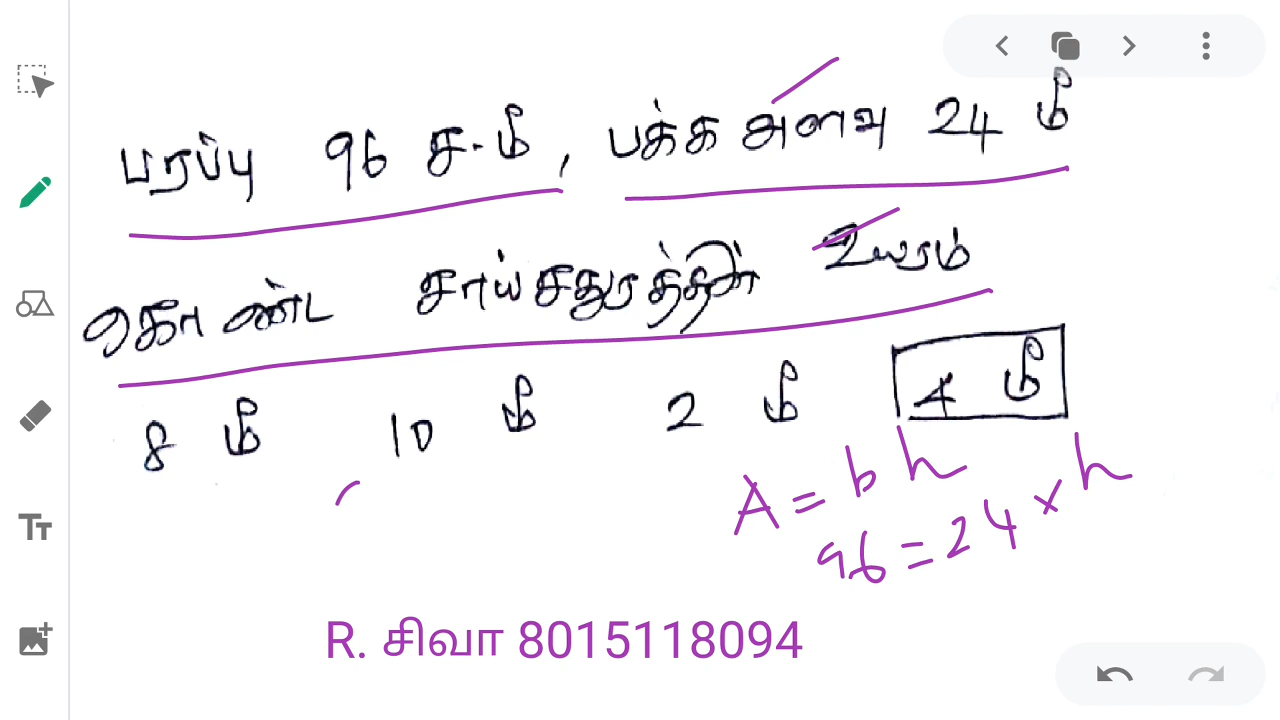 பரப்பு 96 ச.மீ, பக்க அளவு 24 மீ
கொண்ட சாய்சதுரத்தின் உயரம்
8 மீ 10 மீ 2 மீ 4 மீ
A = b h
96 = 24 × h
R. சிவா 8015118094